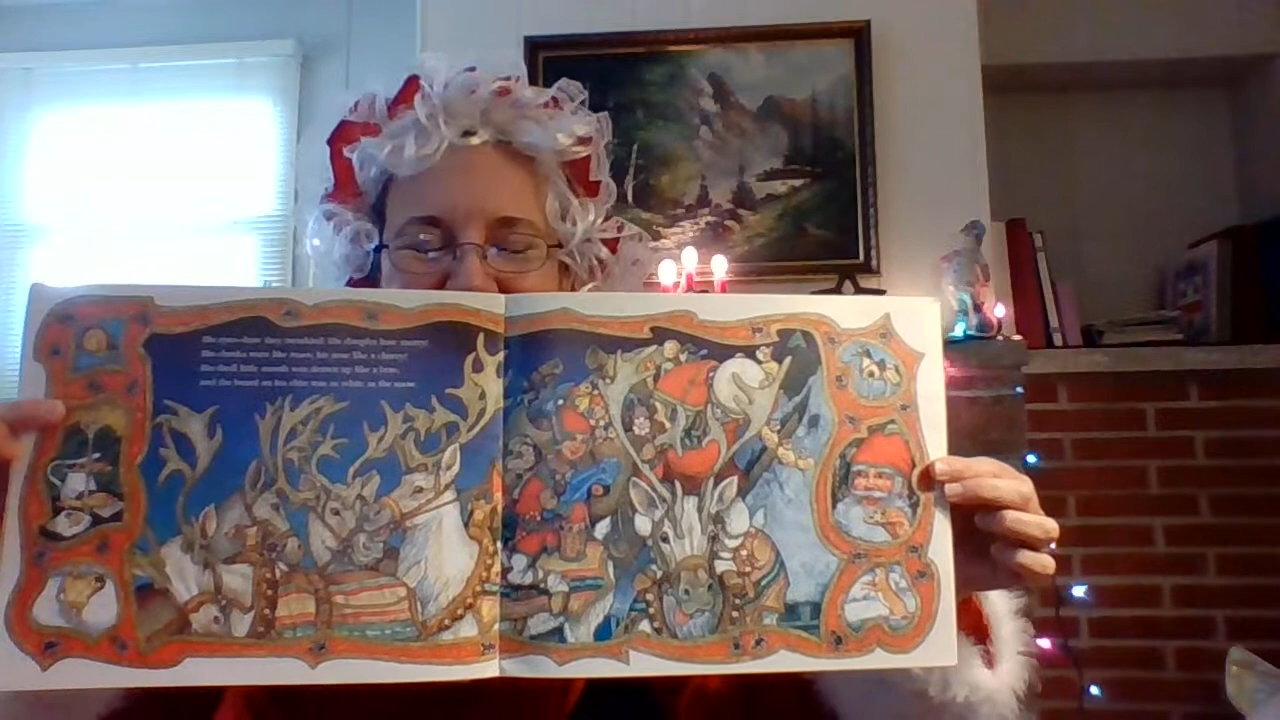 His eyes—how they twinkled! His dimples how merry!
His cheeks were like roses, his nose like a cherry!
His droll little mouth was drawn up like a bow,
and the beard on his chin was as white as the snow.